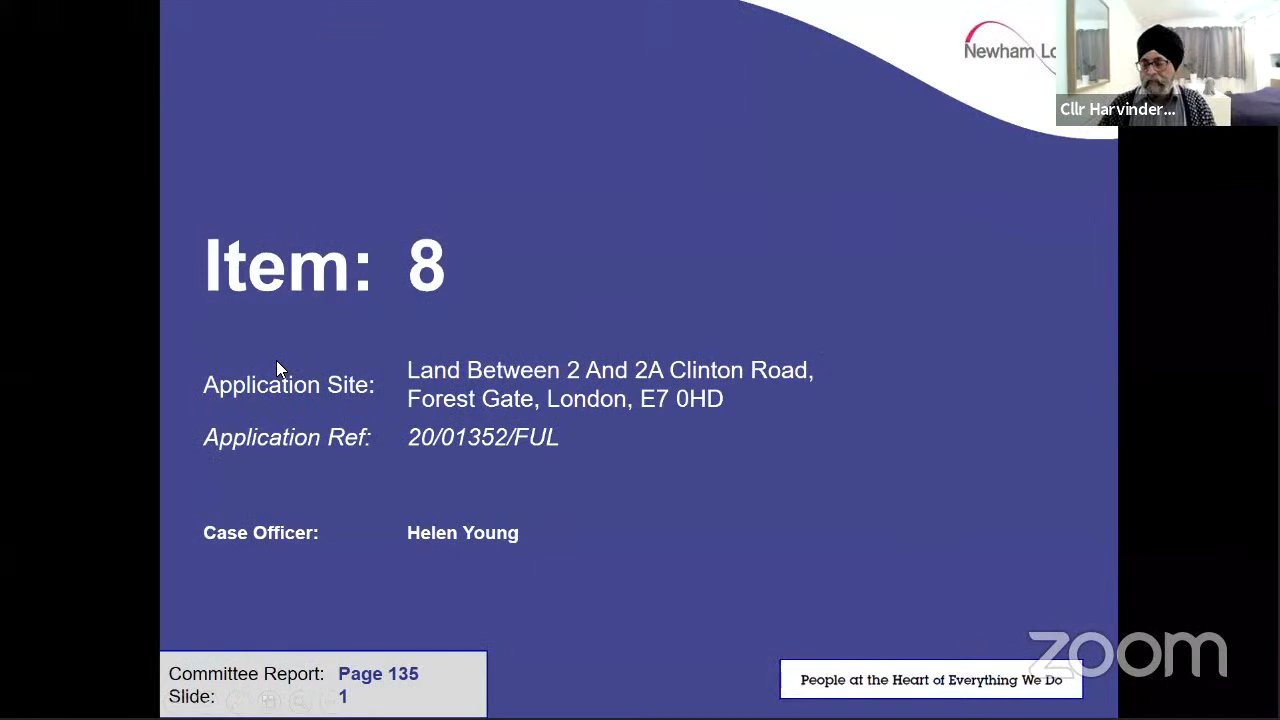 Newham Lo
Cllr Harvinder...
Item: 8
Application Site:
Land Between 2 And 2A Clinton Road,
Forest Gate, London, E7 0HD
Application Ref: 20/01352/FUL
Case Officer: Helen Young
Committee Report: Page 135
Slide: 1
People at the Heart of Everything We Do
zoom